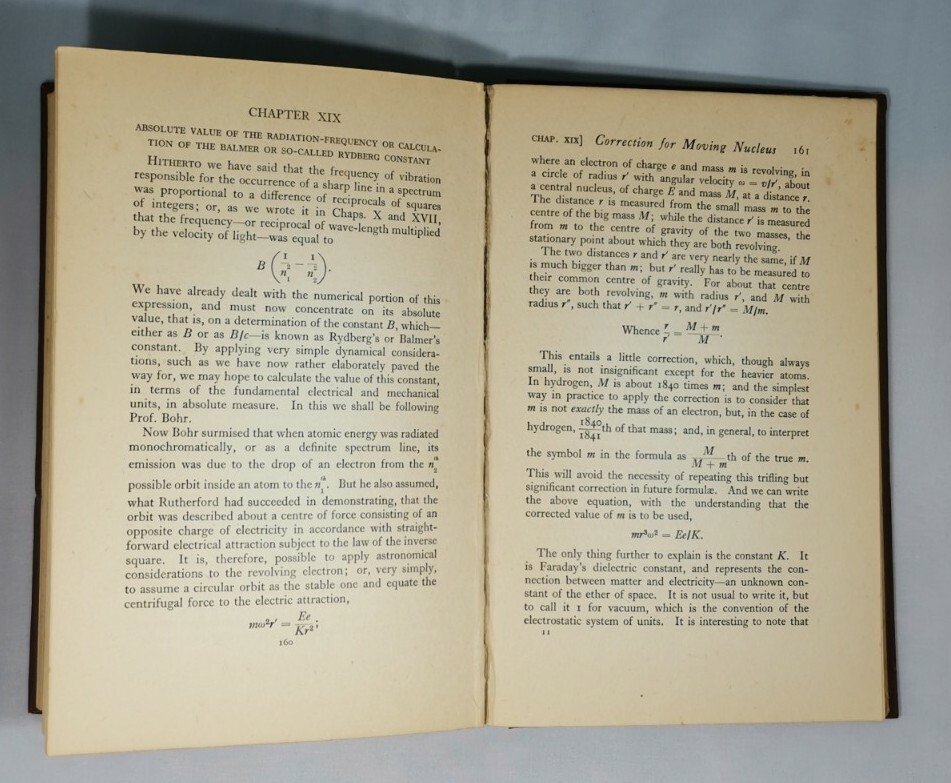 CHAPTER XIX
ABSOLUTE VALUE OF THE RADIATION-FREQUENCY OR CALCULA-
TION OF THE BALMER OR SO-CALLED RYDBERG CONSTANT
HITHERTO we have said that the frequency of vibration
responsible for the occurrence of a sharp line in a spectrum
was proportional to a difference of reciprocals of squares
of integers; or, as we wrote it in Chaps. X and XVII,
that the frequency—or reciprocal of wave-length multiplied
by the velocity of light—was equal to
B (1/n₁² − 1/n₂²).
We have already dealt with the numerical portion of this
expression, and must now concentrate on its absolute
value, that is, on a determination of the constant B, which—
either as B or as B/c—is known as Rydberg's or Balmer's
constant. By applying very simple dynamical considera-
tions, such as we have now rather elaborately paved the
way for, we may hope to calculate the value of this constant,
in terms of the fundamental electrical and mechanical
units, in absolute measure. In this we shall be following
Prof. Bohr.
Now Bohr surmised that when atomic energy was radiated
monochromatically, or as a definite spectrum line, its
emission was due to the drop of an electron from the n₂th
possible orbit inside an atom to the n₁th. But he also assumed,
what Rutherford had succeeded in demonstrating, that the
orbit was described about a centre of force consisting of an
opposite charge of electricity in accordance with straight-
forward electrical attraction subject to the law of the inverse
square. It is, therefore, possible to apply astronomical
considerations to the revolving electron; or, very simply,
to assume a circular orbit as the stable one and equate the
centrifugal force to the electric attraction,
mω²r′ = Ee/Kr²;
160
CHAP. XIX] Correction for Moving Nucleus 161
where an electron of charge e and mass m is revolving, in
a circle of radius r′ with angular velocity ω = v/r′, about
a central nucleus, of charge E and mass M, at a distance r.
The distance r is measured from the small mass m to the
centre of the big mass M; while the distance r′ is measured
from m to the centre of gravity of the two masses, the
stationary point about which they are both revolving.
The two distances r and r′ are very nearly the same, if M
is much bigger than m; but r′ really has to be measured to
their common centre of gravity. For about that centre
they are both revolving, m with radius r′, and M with
radius r″, such that r′ + r″ = r, and r′/r″ = M/m.
Whence r/r′ = (M + m)/M.
This entails a little correction, which, though always
small, is not insignificant except for the heavier atoms.
In hydrogen, M is about 1840 times m; and the simplest
way in practice to apply the correction is to consider that
m is not exactly the mass of an electron, but, in the case of
hydrogen, 1840/1841th of that mass; and, in general, to interpret
the symbol m in the formula as M/(M + m)th of the true m.
This will avoid the necessity of repeating this trifling but
significant correction in future formulæ. And we can write
the above equation, with the understanding that the
corrected value of m is to be used,
mr³ω² = Ee/K.
The only thing further to explain is the constant K. It
is Faraday's dielectric constant, and represents the con-
nection between matter and electricity—an unknown con-
stant of the ether of space. It is not usual to write it, but
to call it 1 for vacuum, which is the convention of the
electrostatic system of units. It is interesting to note that
11